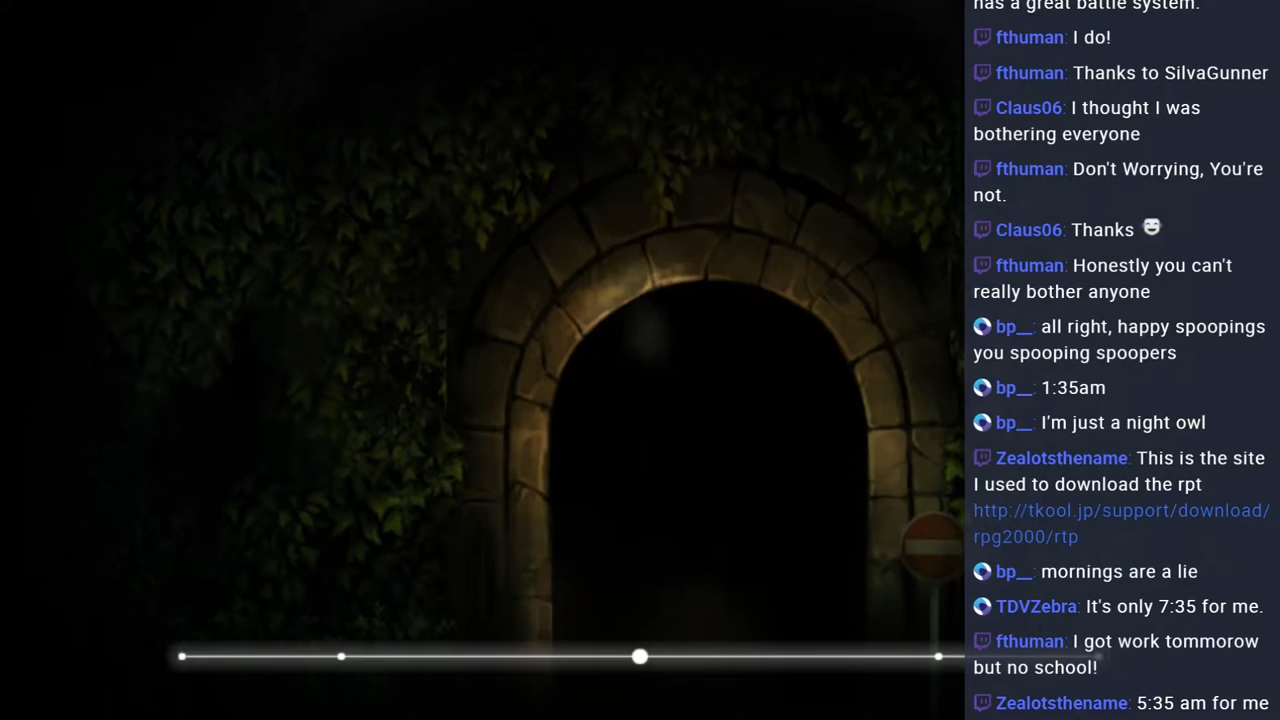 has a great battle system.
fthuman: I do!
fthuman: Thanks to SilvaGunner
Claus06: I thought I was
bothering everyone
fthuman: Don't Worrying, You're
not.
Claus06: Thanks
fthuman: Honestly you can't
really bother anyone
bp__: all right, happy spoopings
you spooping spoopers
bp__: 1:35am
bp__: I'm just a night owl
Zealotsthename: This is the site
I used to download the rpt
http://tkool.jp/support/download/
rpg2000/rtp
bp__: mornings are a lie
TDVZebra: It's only 7:35 for me.
fthuman: I got work tommorow
but no school!
Zealotsthename: 5:35 am for me